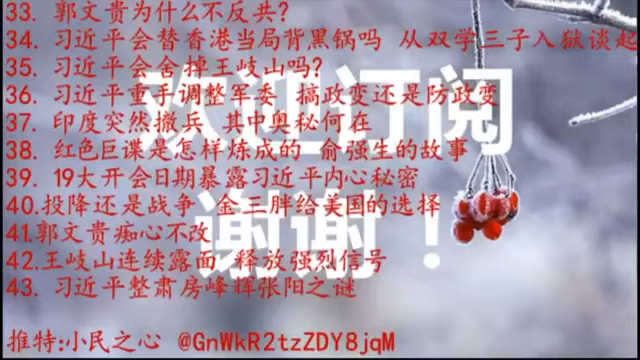 33. 郭文贵为什么不反共?
34. 习近平会替香港当局背黑锅吗 从双学三子入狱谈起
35. 习近平会舍掉王岐山吗?
36. 习近平重手调整军委 搞政变还是防政变
37. 印度突然撤兵 其中奥秘何在
38. 红色巨谍是怎样炼成的 俞强生的故事
39. 19大开会日期暴露习近平内心秘密
40.投降还是战争 金三胖给美国的选择
41.郭文贵痴心不改
42.王岐山连续露面 释放强烈信号
43. 习近平整肃房峰辉张阳之谜
欢迎订阅
谢谢!
推特:小民之心 @GnWkR2tzZDY8jqM